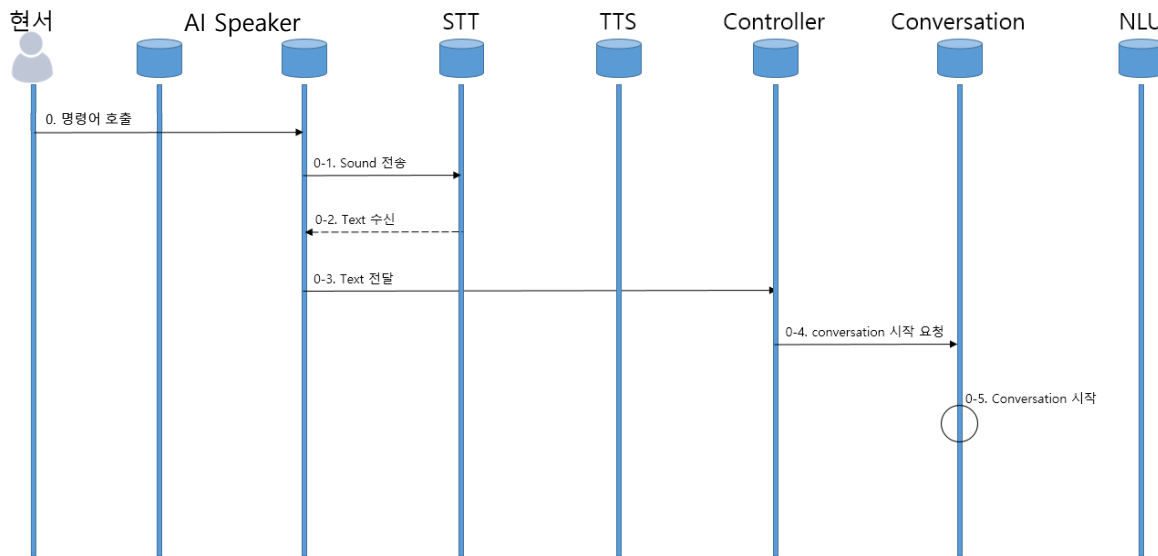 현서
AI Speaker
STT
TTS
Controller
Conversation
NLU
0. 명령어 호출
0-1. Sound 전송
0-2. Text 수신
0-3. Text 전달
0-4. conversation 시작 요청
0-5. Conversation 시작